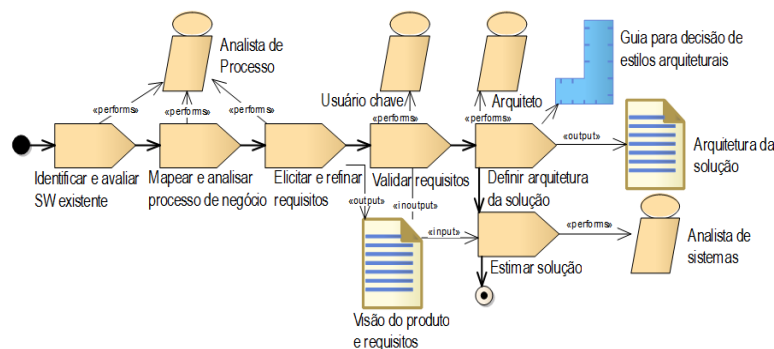 Analista de
Processo
Guia para decisão de
estilos arquiteturais
Usuário chave
Arquiteto
«performs»
«performs»
«performs»
«performs»
«performs»
«output»
Identificar e avaliar
SW existente
Mapear e analisar
processo de negócio
Elicitar e refinar
requisitos
Validar requisitos
Definir arquitetura
da solução
Arquitetura da
solução
«output»
«inoutput»
«input»
«performs»
Analista de
sistemas
Estimar solução
Visão do produto
e requisitos